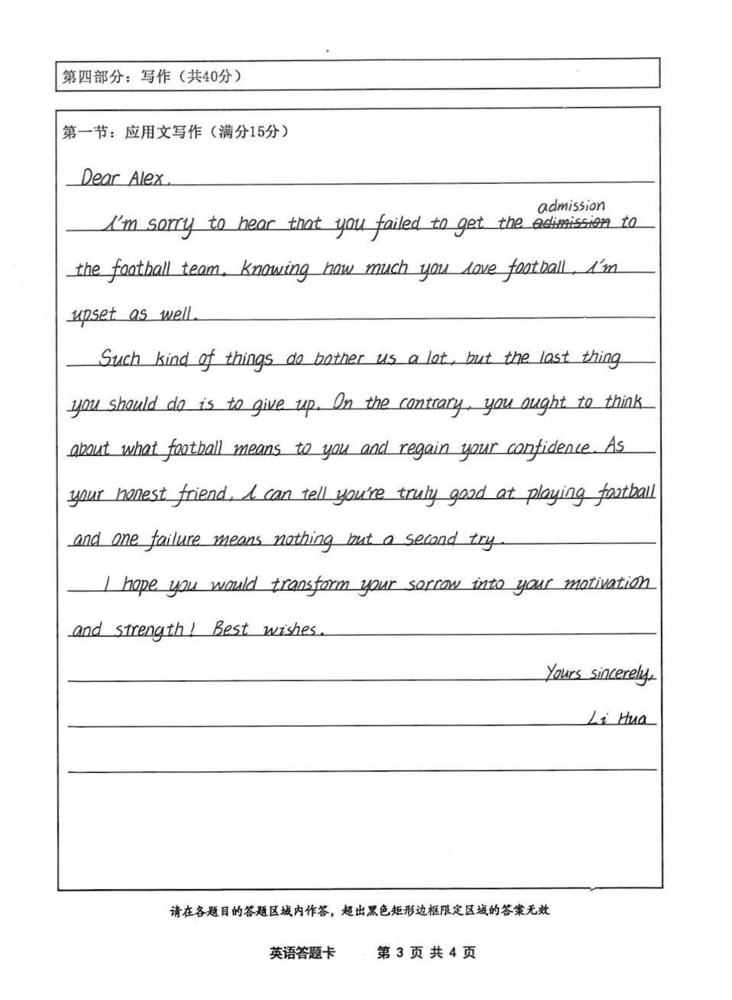 第四部分：写作（共40分）
第一节：应用文写作（满分15分）
Dear Alex,
I'm sorry to hear that you failed to get the admission adimission to
the football team. Knowing how much you love football, I'm
upset as well.
Such kind of things do bother us a lot, but the last thing
you should do is to give up. On the contrary, you ought to think
about what football means to you and regain your confidence. As
your honest friend, I can tell you're truly good at playing football
and one failure means nothing but a second try.
I hope you would transform your sorrow into your motivation
and strength! Best wishes.
Yours sincerely,
Li Hua
请在各题目的答题区域内作答，超出黑色矩形边框限定区域的答案无效
英语答题卡 第 3 页 共 4 页